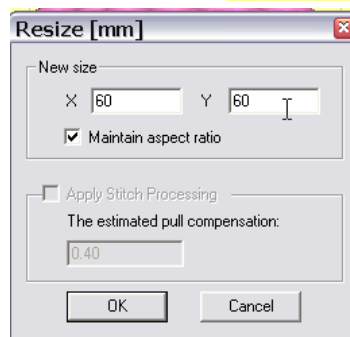 Resize [mm]
New size
X 60 Y 60
Maintain aspect ratio
Apply Stitch Processing
The estimated pull compensation:
0.40
OK Cancel